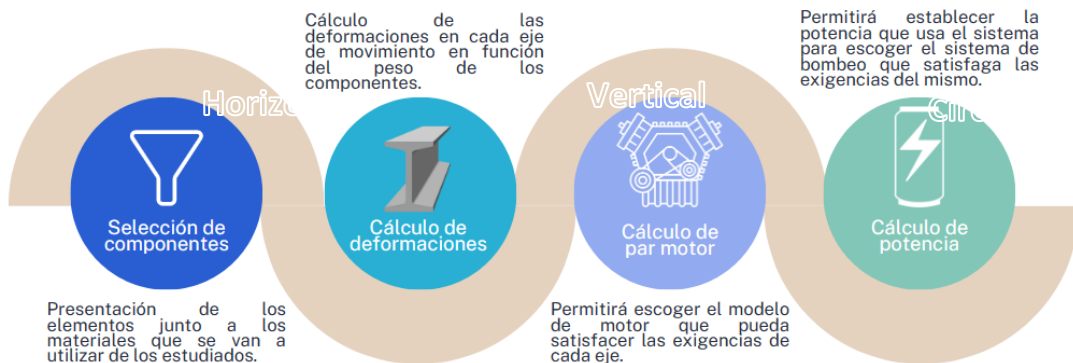 Cálculo de las
deformaciones en cada eje
de movimiento en función
del peso de los
componentes.
Permitirá establecer la
potencia que usa el sistema
para escoger el sistema de
bombeo que satisfaga las
exigencias del mismo.
Vertical
Selección de
componentes
Cálculo de
deformaciones
Cálculo de
par motor
Cálculo de
potencia
Presentación de los
elementos junto a los
materiales que se van a
utilizar de los estudiados.
Permitirá escoger el modelo
de motor que pueda
satisfacer las exigencias de
cada eje.